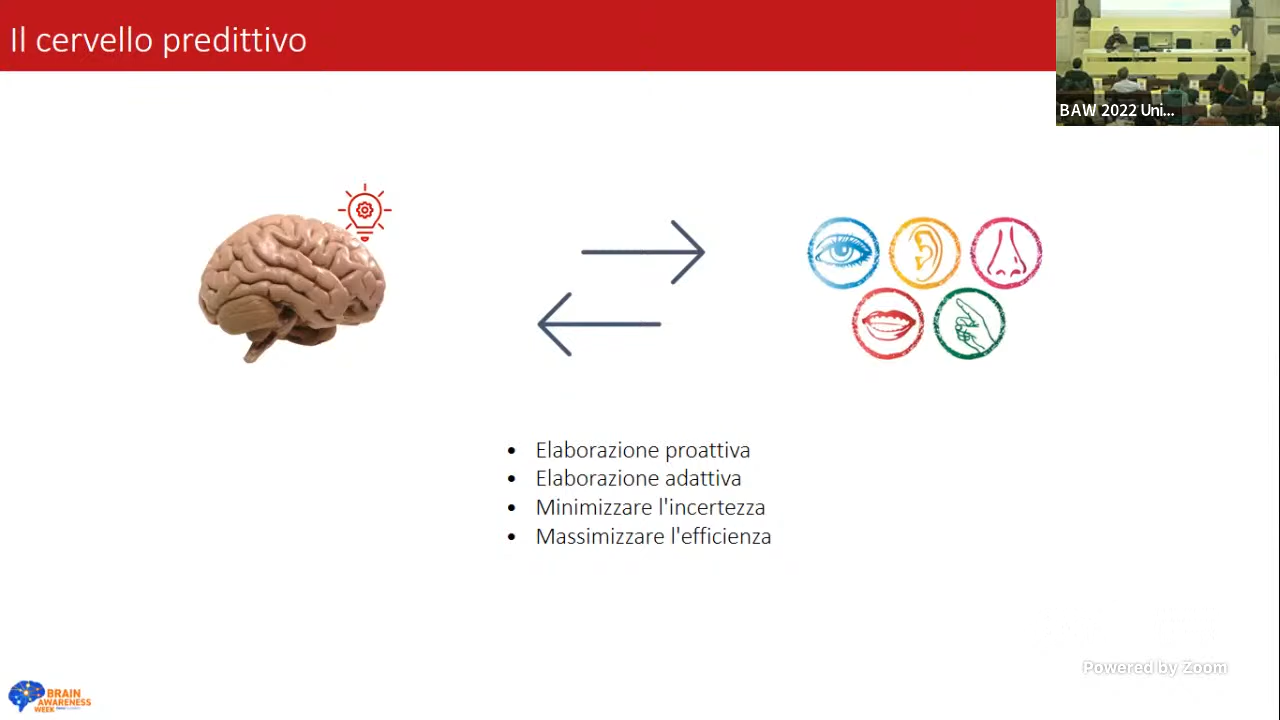 Il cervello predittivo
BAW 2022 Uni...
• Elaborazione proattiva
• Elaborazione adattiva
• Minimizzare l'incertezza
• Massimizzare l'efficienza
Powered by Zoom
BRAIN
AWARENESS
WEEK